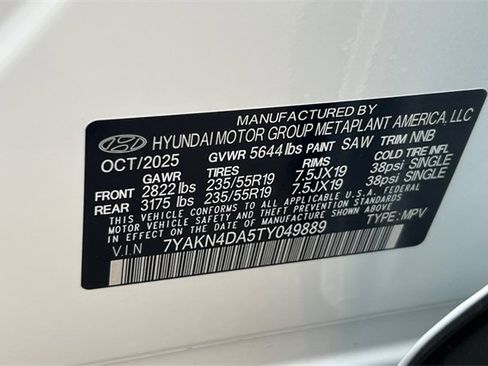 MANUFACTURED BY
HYUNDAI MOTOR GROUP METAPLANT AMERICA, LLC
OCT/2025 GVWR 5644 lbs PAINT SAW TRIM NNB
GAWR TIRES RIMS COLD TIRE INFL
FRONT 2822 lbs 235/55R19 7.5JX19 38psi SINGLE
REAR 3175 lbs 235/55R19 7.5JX19 38psi SINGLE
THIS VEHICLE CONFORMS TO ALL APPLICABLE U.S.A. FEDERAL
MOTOR VEHICLE SAFETY, BUMPER, AND THEFT PREVENTION
STANDARDS IN EFFECT ON THE DATE OF MANUFACTURE SHOWN ABOVE.
V.I.N 7YAKN4DA5TY049889 TYPE:MPV